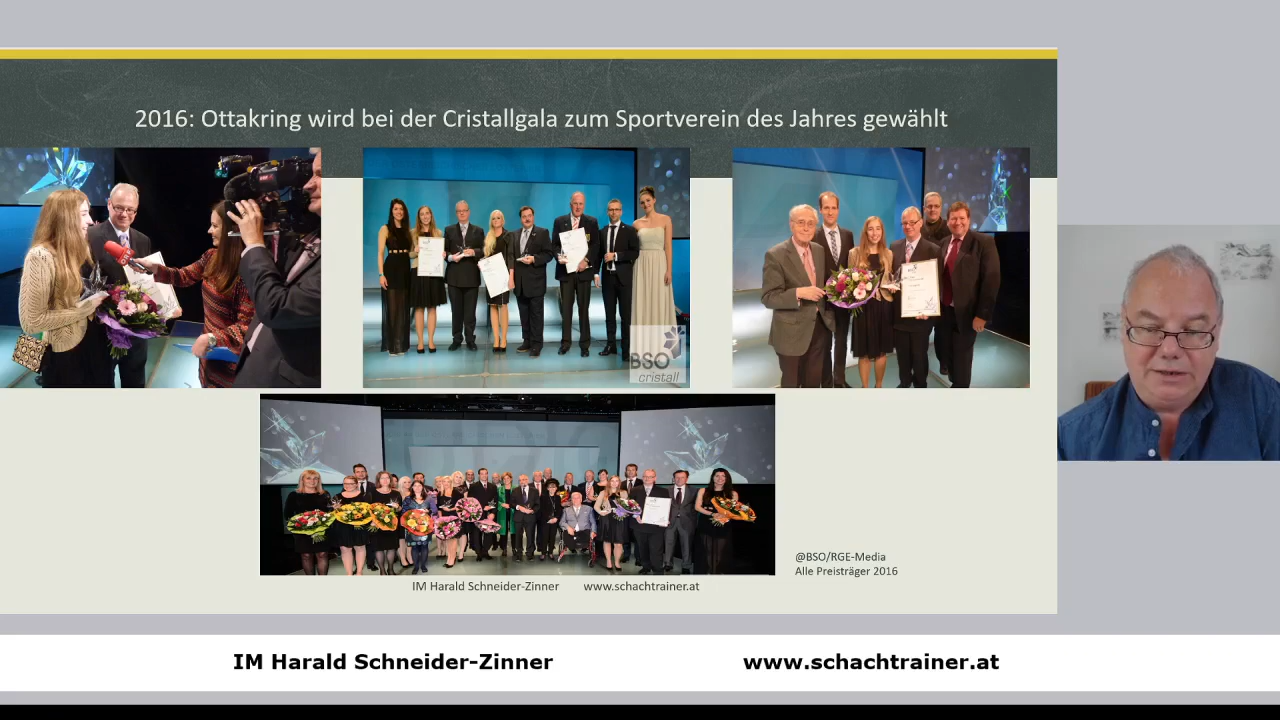 2016: Ottakring wird bei der Cristallgala zum Sportverein des Jahres gewählt
BSO
cristall
@BSO/RGE-Media
Alle Preisträger 2016
IM Harald Schneider-Zinner www.schachtrainer.at
IM Harald Schneider-Zinner www.schachtrainer.at